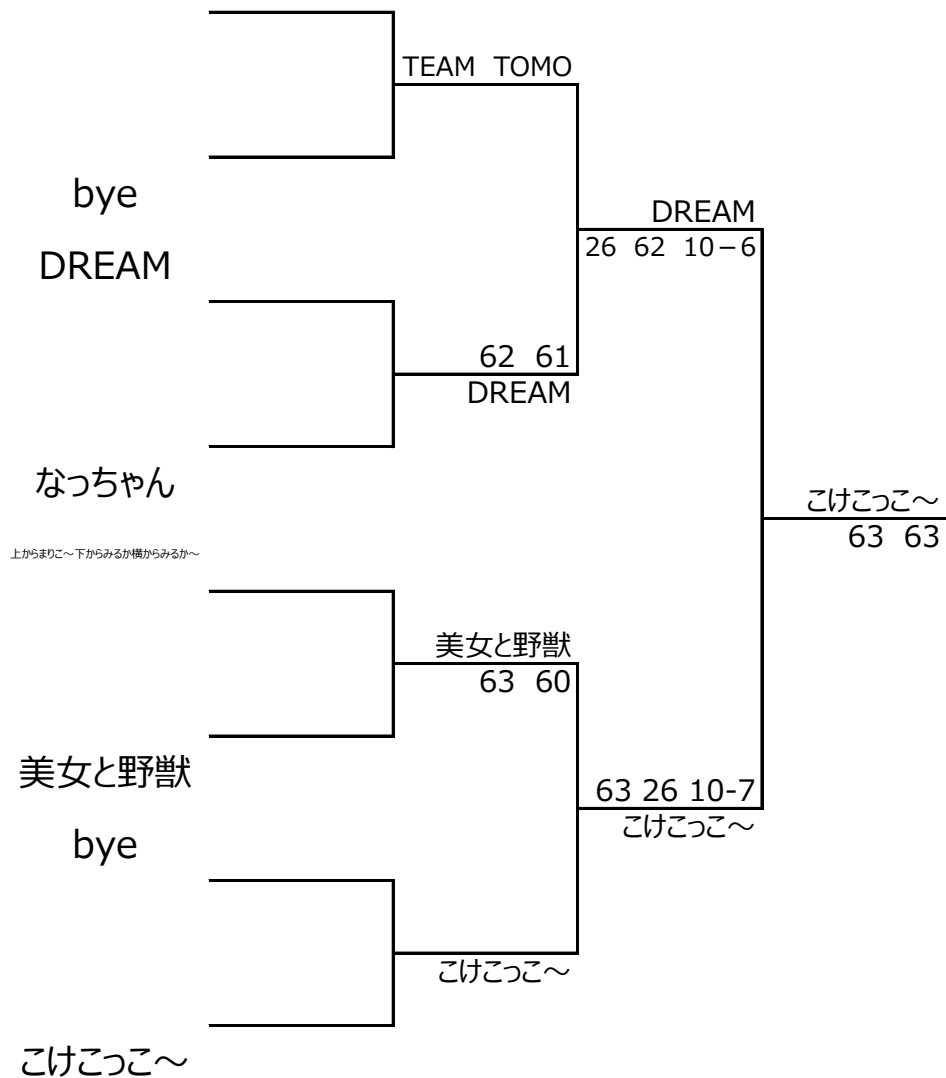 TEAM TOMO
bye
DREAM
DREAM
26 62 10－6
62 61
DREAM
なっちゃん
こけこっこ～
63 63
上からまりこ～下からみるか横からみるか～
美女と野獣
63 60
美女と野獣
63 26 10-7
こけこっこ～
bye
こけこっこ～
こけこっこ～